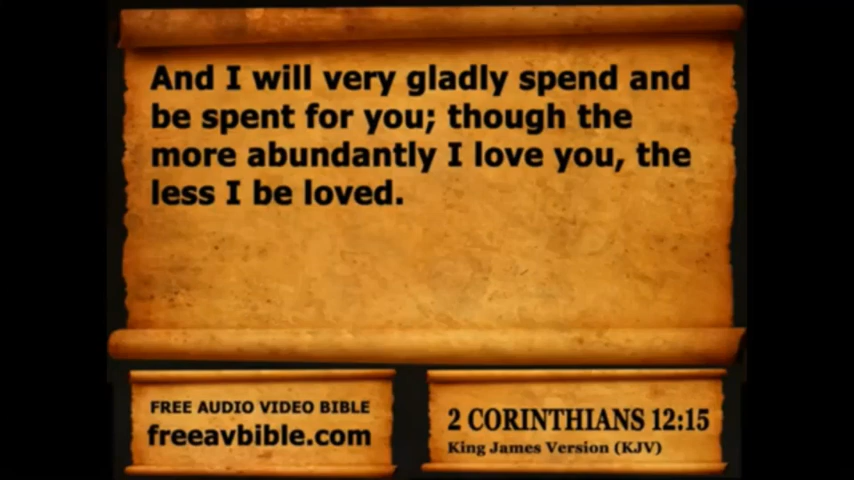 And I will very gladly spend and
be spent for you; though the
more abundantly I love you, the
less I be loved.
FREE AUDIO VIDEO BIBLE
freeavbible.com
2 CORINTHIANS 12:15
King James Version (KJV)